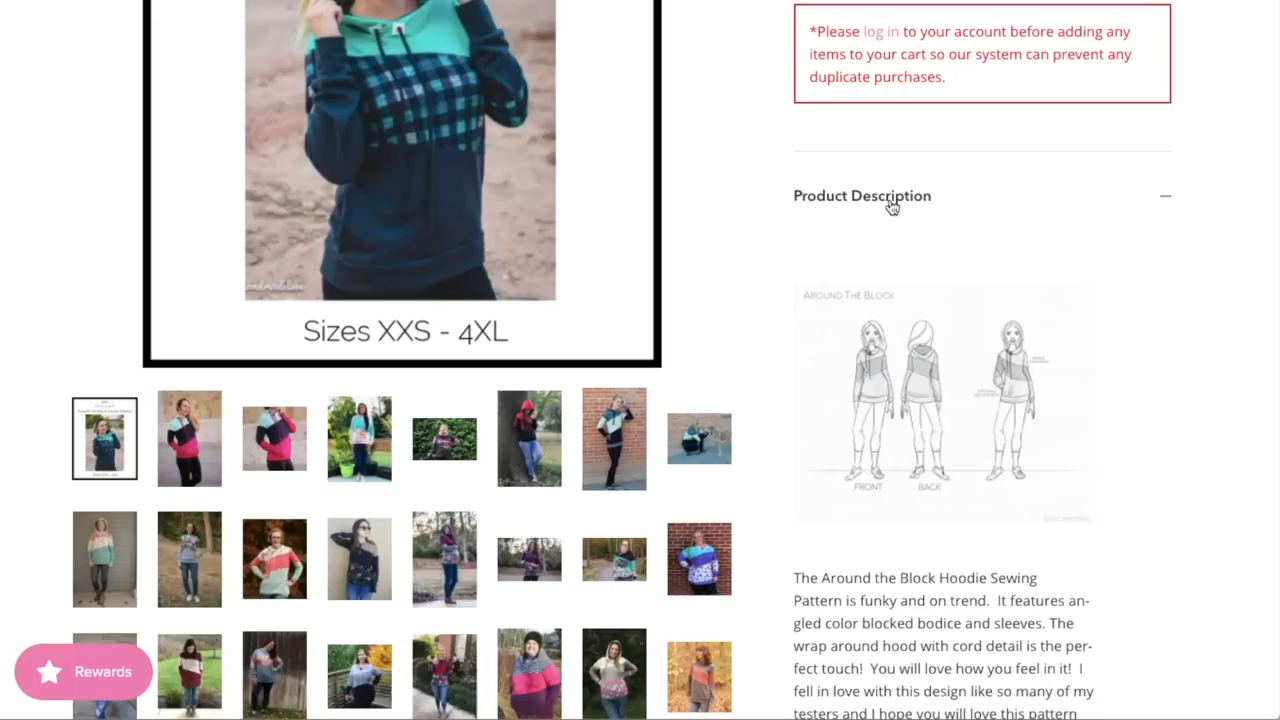 *Please log in to your account before adding any
items to your cart so our system can prevent any
duplicate purchases.
Product Description
Sizes XXS - 4XL
AROUND THE BLOCK
FRONT
BACK
The Around the Block Hoodie Sewing
Pattern is funky and on trend. It features an-
gled color blocked bodice and sleeves. The
wrap around hood with cord detail is the per-
fect touch! You will love how you feel in it! I
fell in love with this design like so many of my
testers and I hope you will love this pattern
Rewards